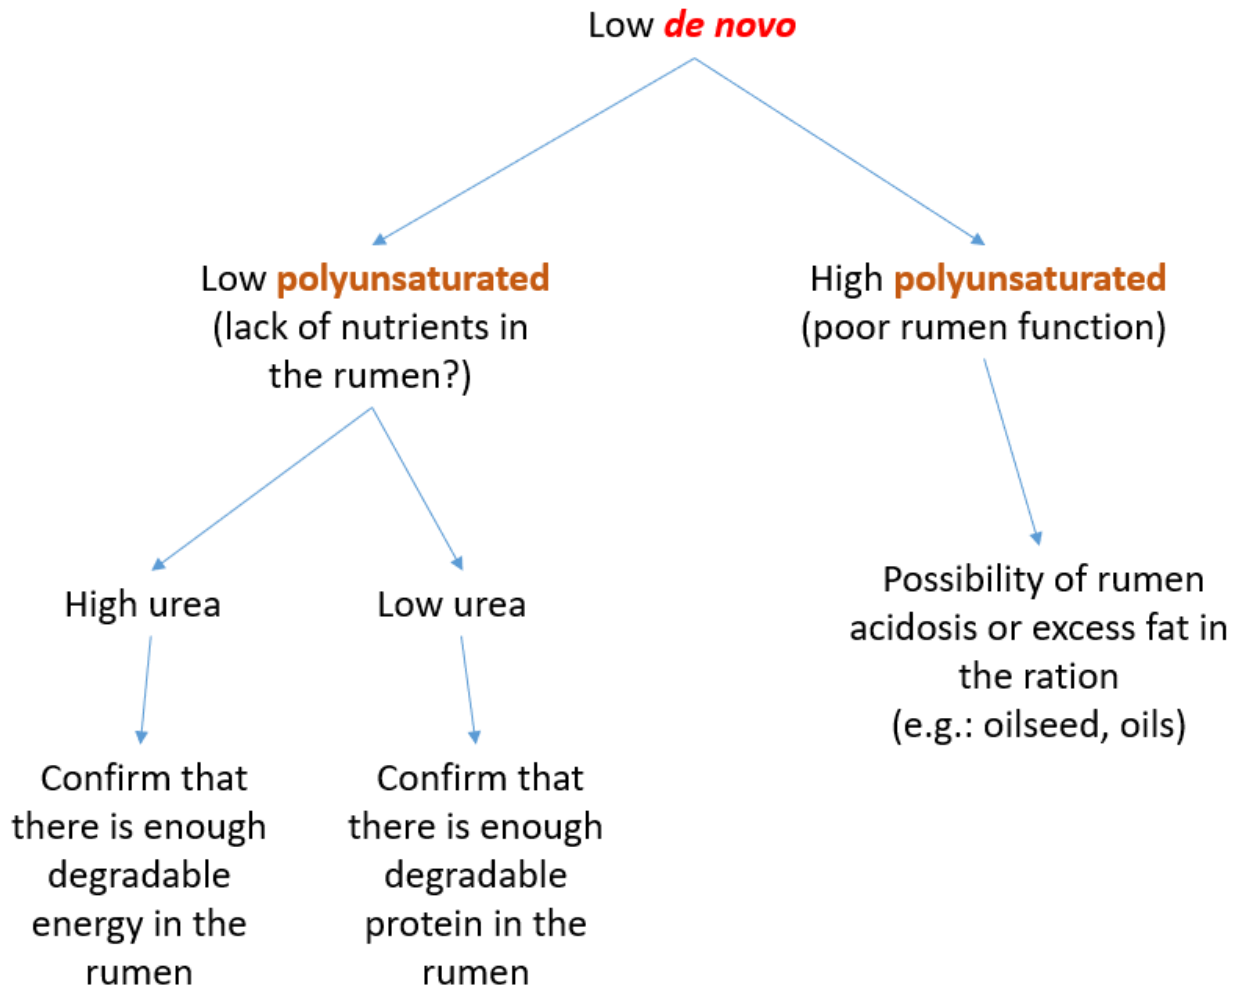 Low de novo
Low polyunsaturated
(lack of nutrients in
the rumen?)
High polyunsaturated
(poor rumen function)
High urea
Low urea
Possibility of rumen
acidosis or excess fat in
the ration
(e.g.: oilseed, oils)
Confirm that
there is enough
degradable
energy in the
rumen
Confirm that
there is enough
degradable
protein in the
rumen